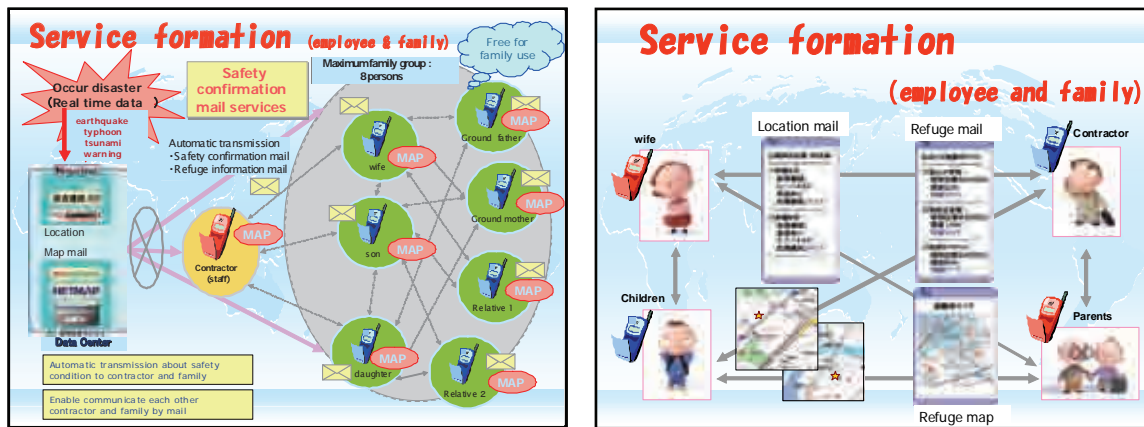 Service formation (employee & family)
Free for
family use
Occur disaster
(Real time data )
earthquake
typhoon
tsunami
warning
Safety
confirmation
mail services
Maximum family group :
8 persons
Automatic transmission
・Safety confirmation mail
・Refuge information mail
Location
Map mail
Data Center
Contractor
(staff)
MAP
wife
MAP
son
MAP
daughter
MAP
Ground father
MAP
Ground mother
MAP
Relative 1
MAP
Relative 2
MAP
Automatic transmission about safety
condition to contractor and family
Enable communicate each other
contractor and family by mail
Service formation
(employee and family)
wife
Location mail
Refuge mail
Contractor
Children
Parents
Refuge map